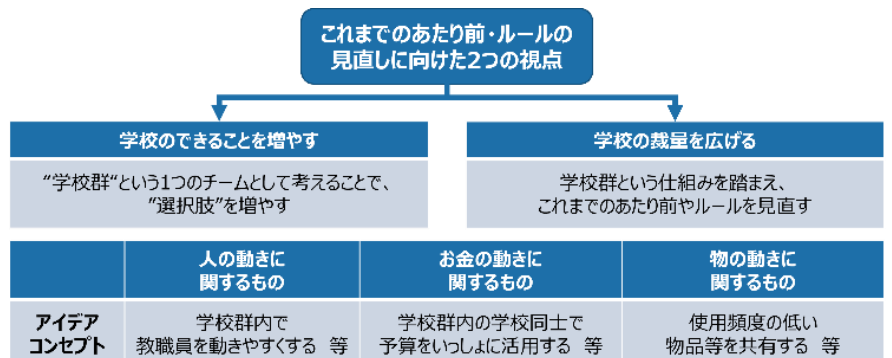 これまでのあたり前・ルールの
見直しに向けた2つの視点
学校のできることを増やす
“学校群“という1つのチームとして考えることで、
”選択肢”を増やす
学校の裁量を広げる
学校群という仕組みを踏まえ、
これまでのあたり前やルールを見直す
人の動きに
関するもの
お金の動きに
関するもの
物の動きに
関するもの
アイデア
コンセプト
学校群内で
教職員を動きやすくする 等
学校群内の学校同士で
予算をいっしょに活用する 等
使用頻度の低い
物品等を共有する 等